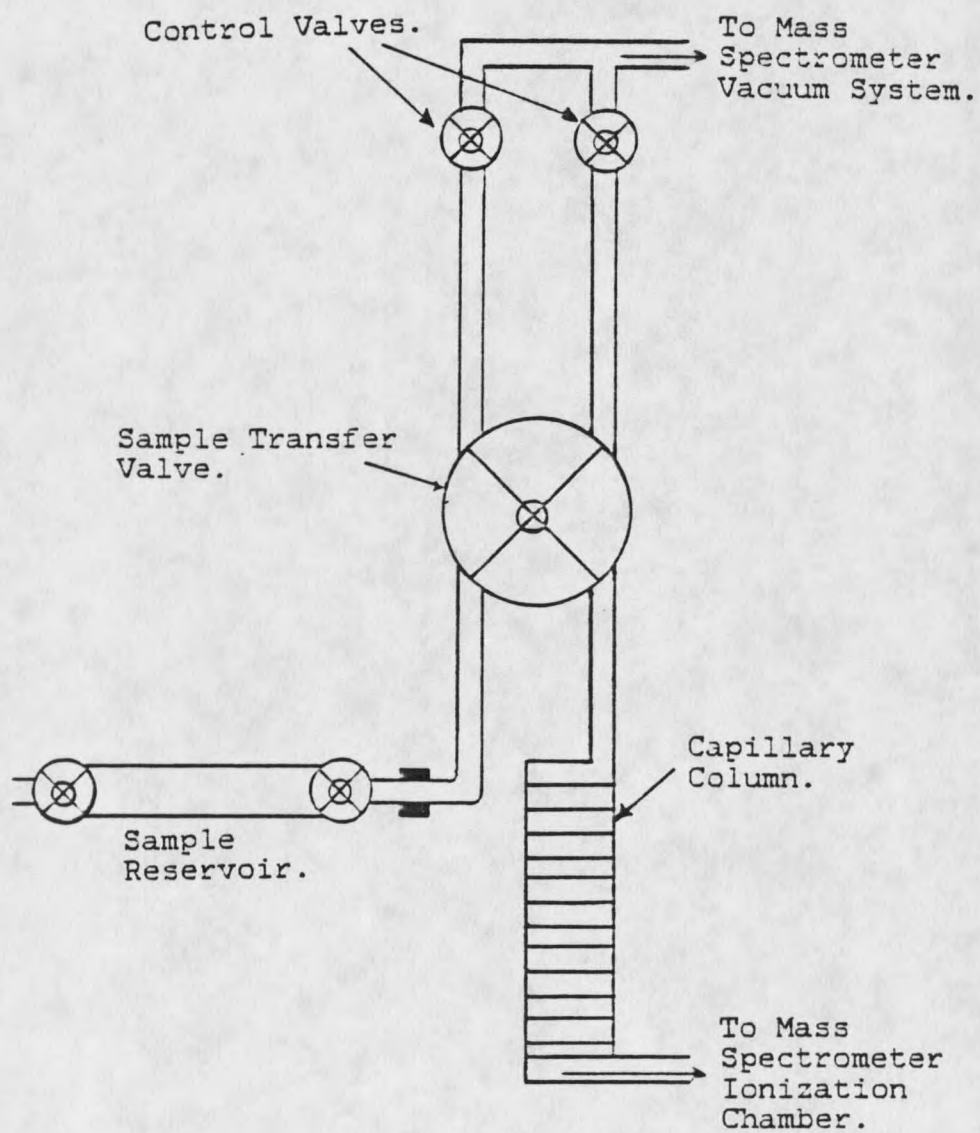 Control Valves.
To Mass
Spectrometer
Vacuum System.
Sample Transfer
Valve.
Capillary
Column.
Sample
Reservoir.
To Mass
Spectrometer
Ionization
Chamber.